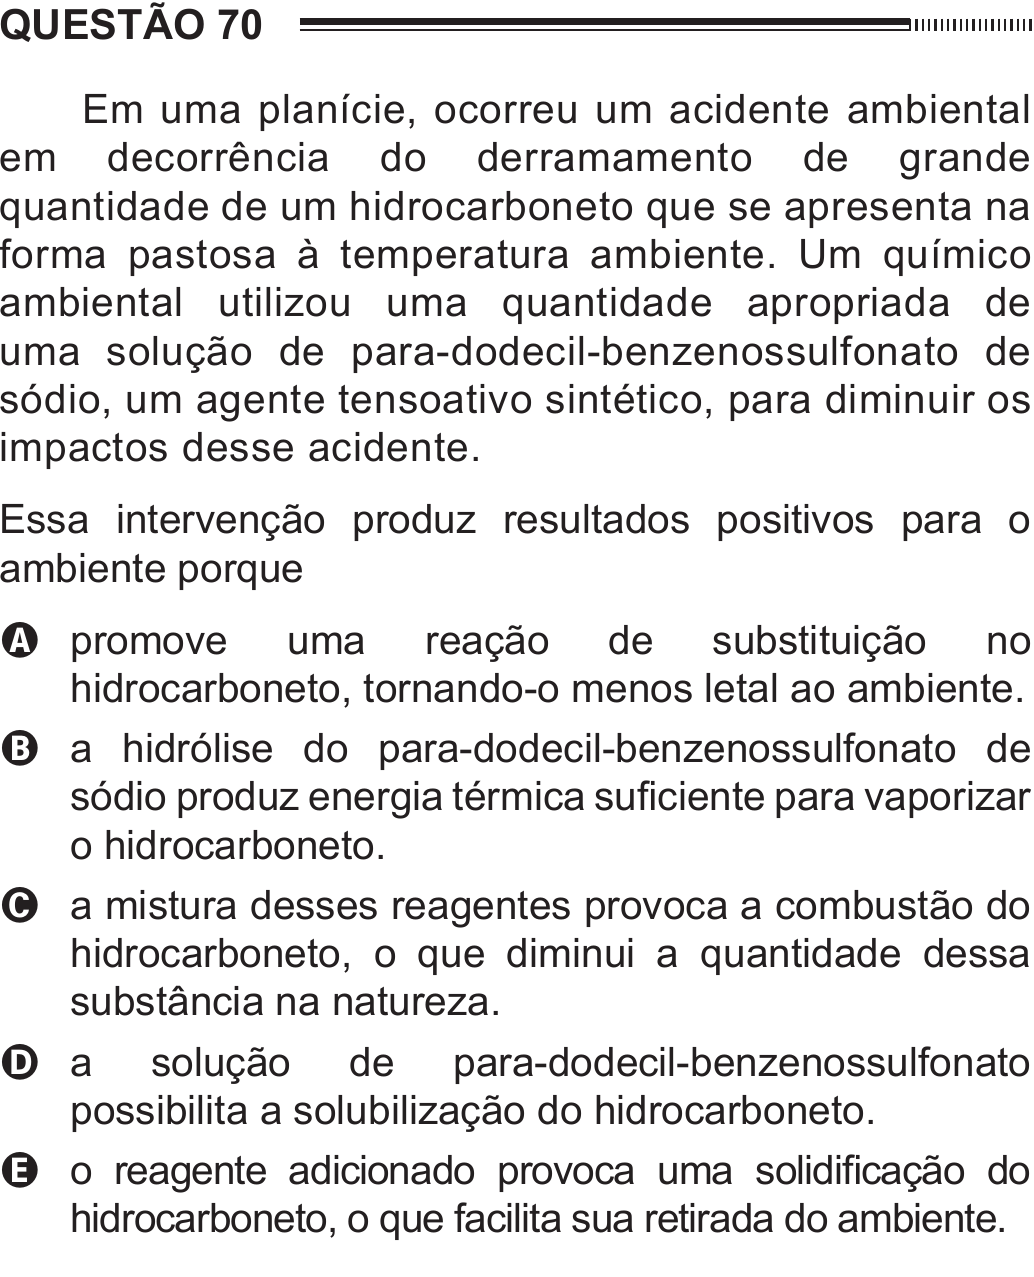 QUESTÃO 70
Em uma planície, ocorreu um acidente ambiental
em decorrência do derramamento de grande
quantidade de um hidrocarboneto que se apresenta na
forma pastosa à temperatura ambiente. Um químico
ambiental utilizou uma quantidade apropriada de
uma solução de para-dodecil-benzenossulfonato de
sódio, um agente tensoativo sintético, para diminuir os
impactos desse acidente.
Essa intervenção produz resultados positivos para o
ambiente porque
A promove uma reação de substituição no
hidrocarboneto, tornando-o menos letal ao ambiente.
B a hidrólise do para-dodecil-benzenossulfonato de
sódio produz energia térmica suficiente para vaporizar
o hidrocarboneto.
C a mistura desses reagentes provoca a combustão do
hidrocarboneto, o que diminui a quantidade dessa
substância na natureza.
D a solução de para-dodecil-benzenossulfonato
possibilita a solubilização do hidrocarboneto.
E o reagente adicionado provoca uma solidificação do
hidrocarboneto, o que facilita sua retirada do ambiente.